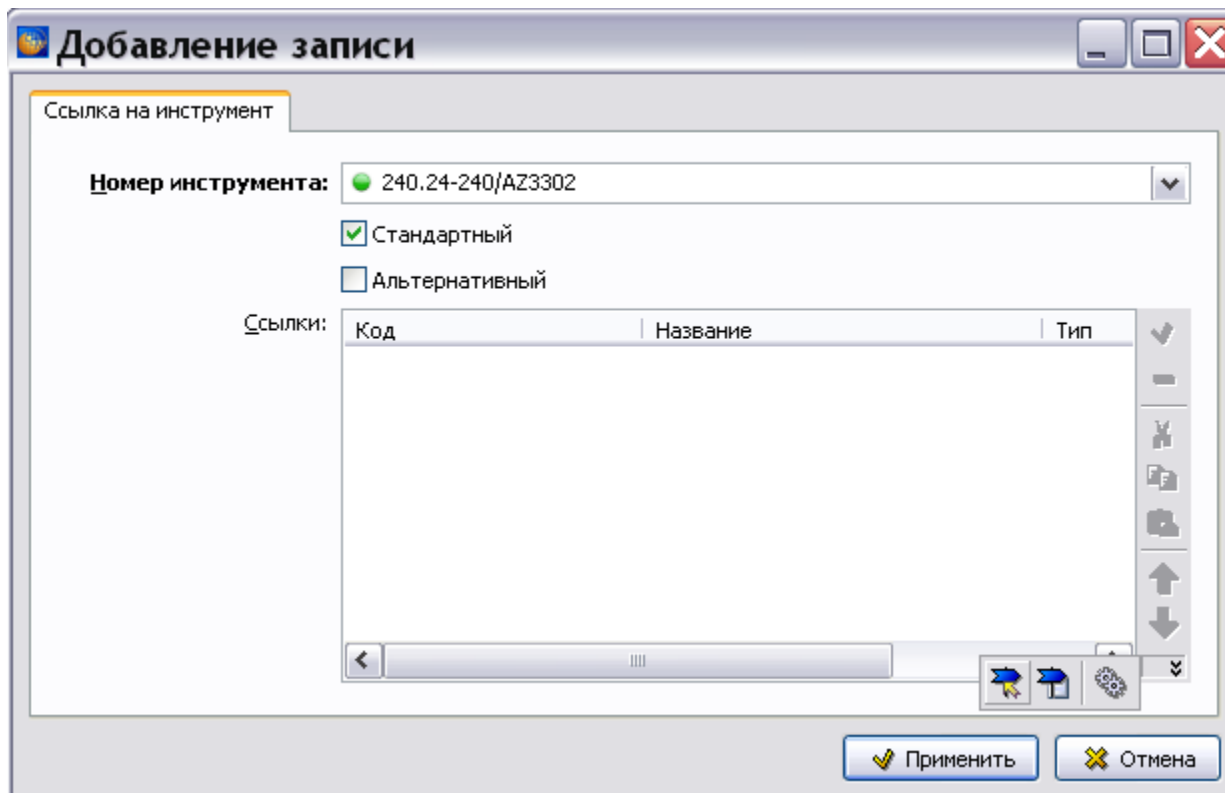 Добавление записи
Ссылка на инструмент
Номер инструмента: 240.24-240/AZ3302
Стандартный
Альтернативный
Ссылки:
Код Название Тип
Применить Отмена